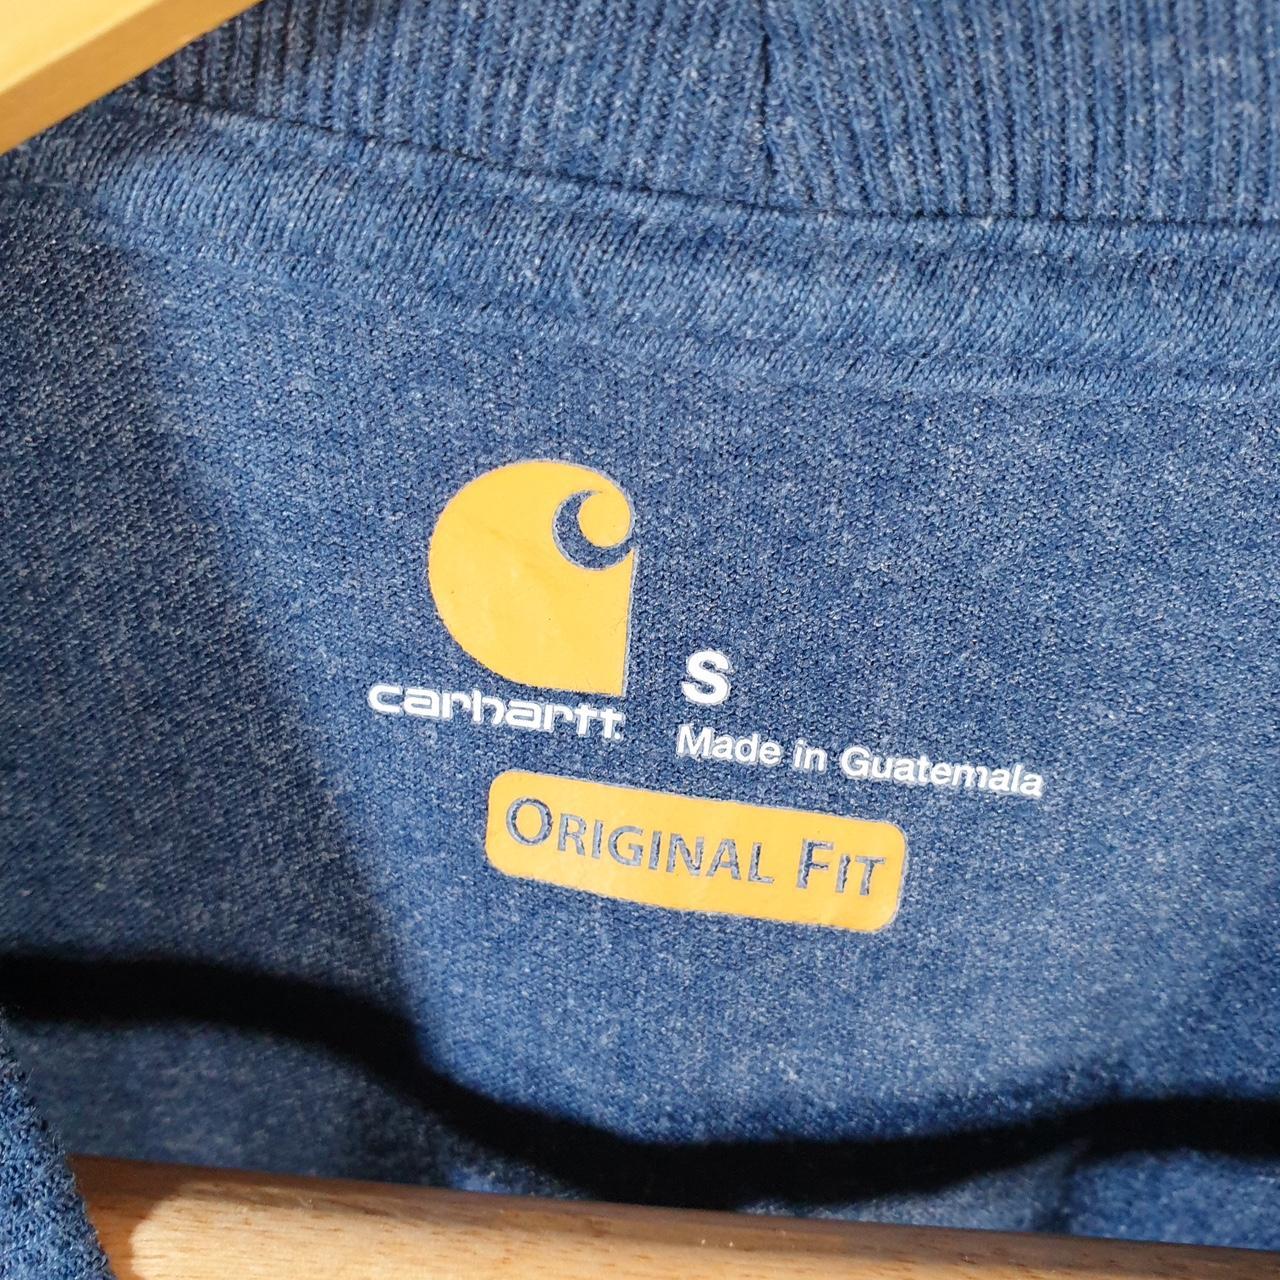 carhartt.
S
Made in Guatemala
ORIGINAL FIT